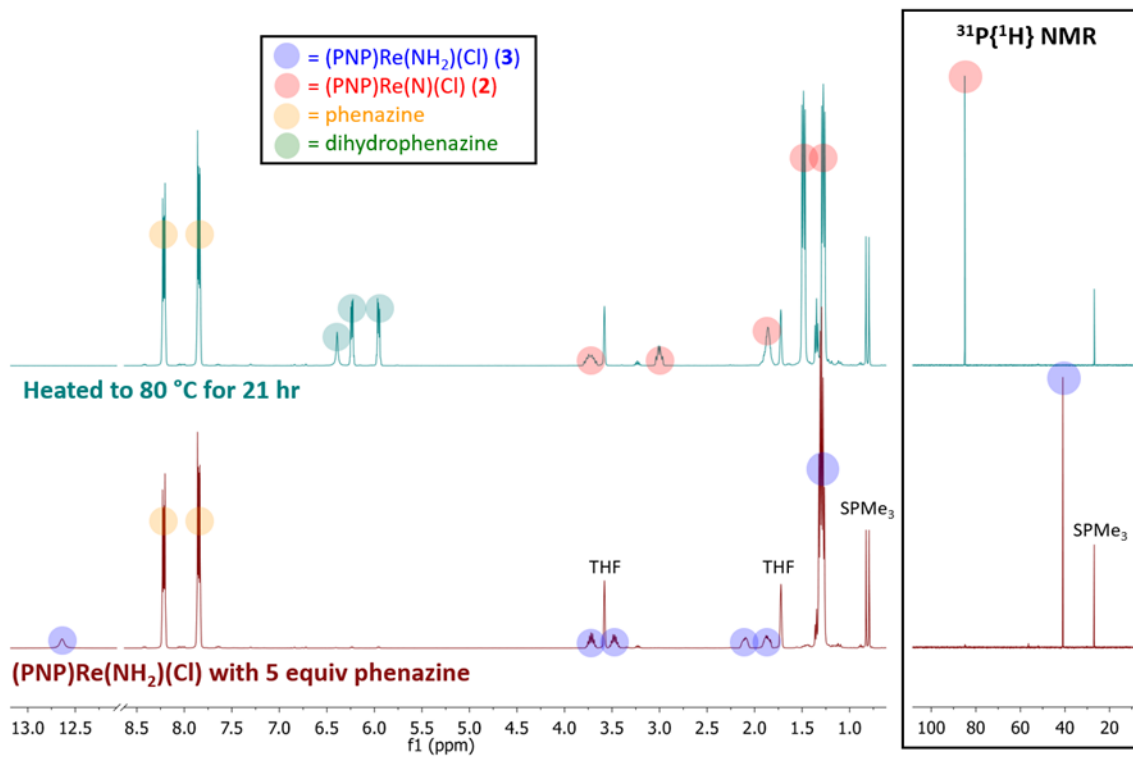 = (PNP)Re(NH₂)(Cl) (3)
= (PNP)Re(N)(Cl) (2)
= phenazine
= dihydrophenazine
³¹P{¹H} NMR
Heated to 80 °C for 21 hr
THF
THF
SPMe₃
SPMe₃
(PNP)Re(NH₂)(Cl) with 5 equiv phenazine
13.0 12.5 8.5 8.0 7.5 7.0 6.5 6.0 5.5 5.0 4.5 4.0 3.5 3.0 2.5 2.0 1.5 1.0
f1 (ppm)
100 80 60 40 20